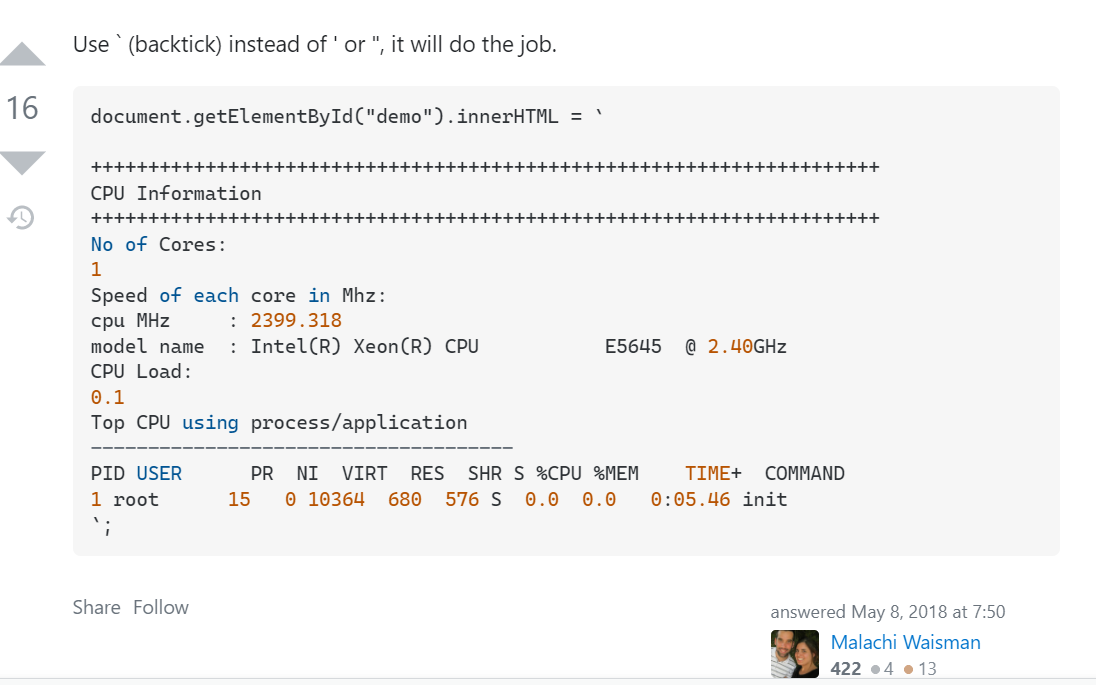 Use ` (backtick) instead of ' or ", it will do the job.
16
document.getElementById("demo").innerHTML = `
+++++++++++++++++++++++++++++++++++++++++++++++++++++++++++++++++++++
CPU Information
+++++++++++++++++++++++++++++++++++++++++++++++++++++++++++++++++++++
No of Cores:
1
Speed of each core in Mhz:
cpu MHz     : 2399.318
model name  : Intel(R) Xeon(R) CPU           E5645  @ 2.40GHz
CPU Load:
0.1
Top CPU using process/application
-------------------------------------
PID USER      PR  NI  VIRT  RES  SHR S %CPU %MEM    TIME+  COMMAND
1 root      15   0 10364  680  576 S  0.0  0.0   0:05.46 init
`;
Share Follow
answered May 8, 2018 at 7:50
Malachi Waisman
422 ●4 ●13